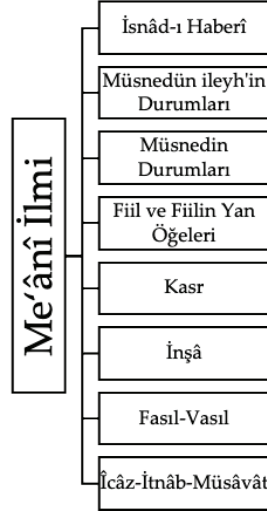 Me‘ânî İlmi
İsnâd-ı Haberî
Müsnedün ileyh'in
Durumları
Müsnedin
Durumları
Fiil ve Fiilin Yan
Öğeleri
Kasr
İnşâ
Fasıl-Vasıl
Îcâz-İtnâb-Müsâvât